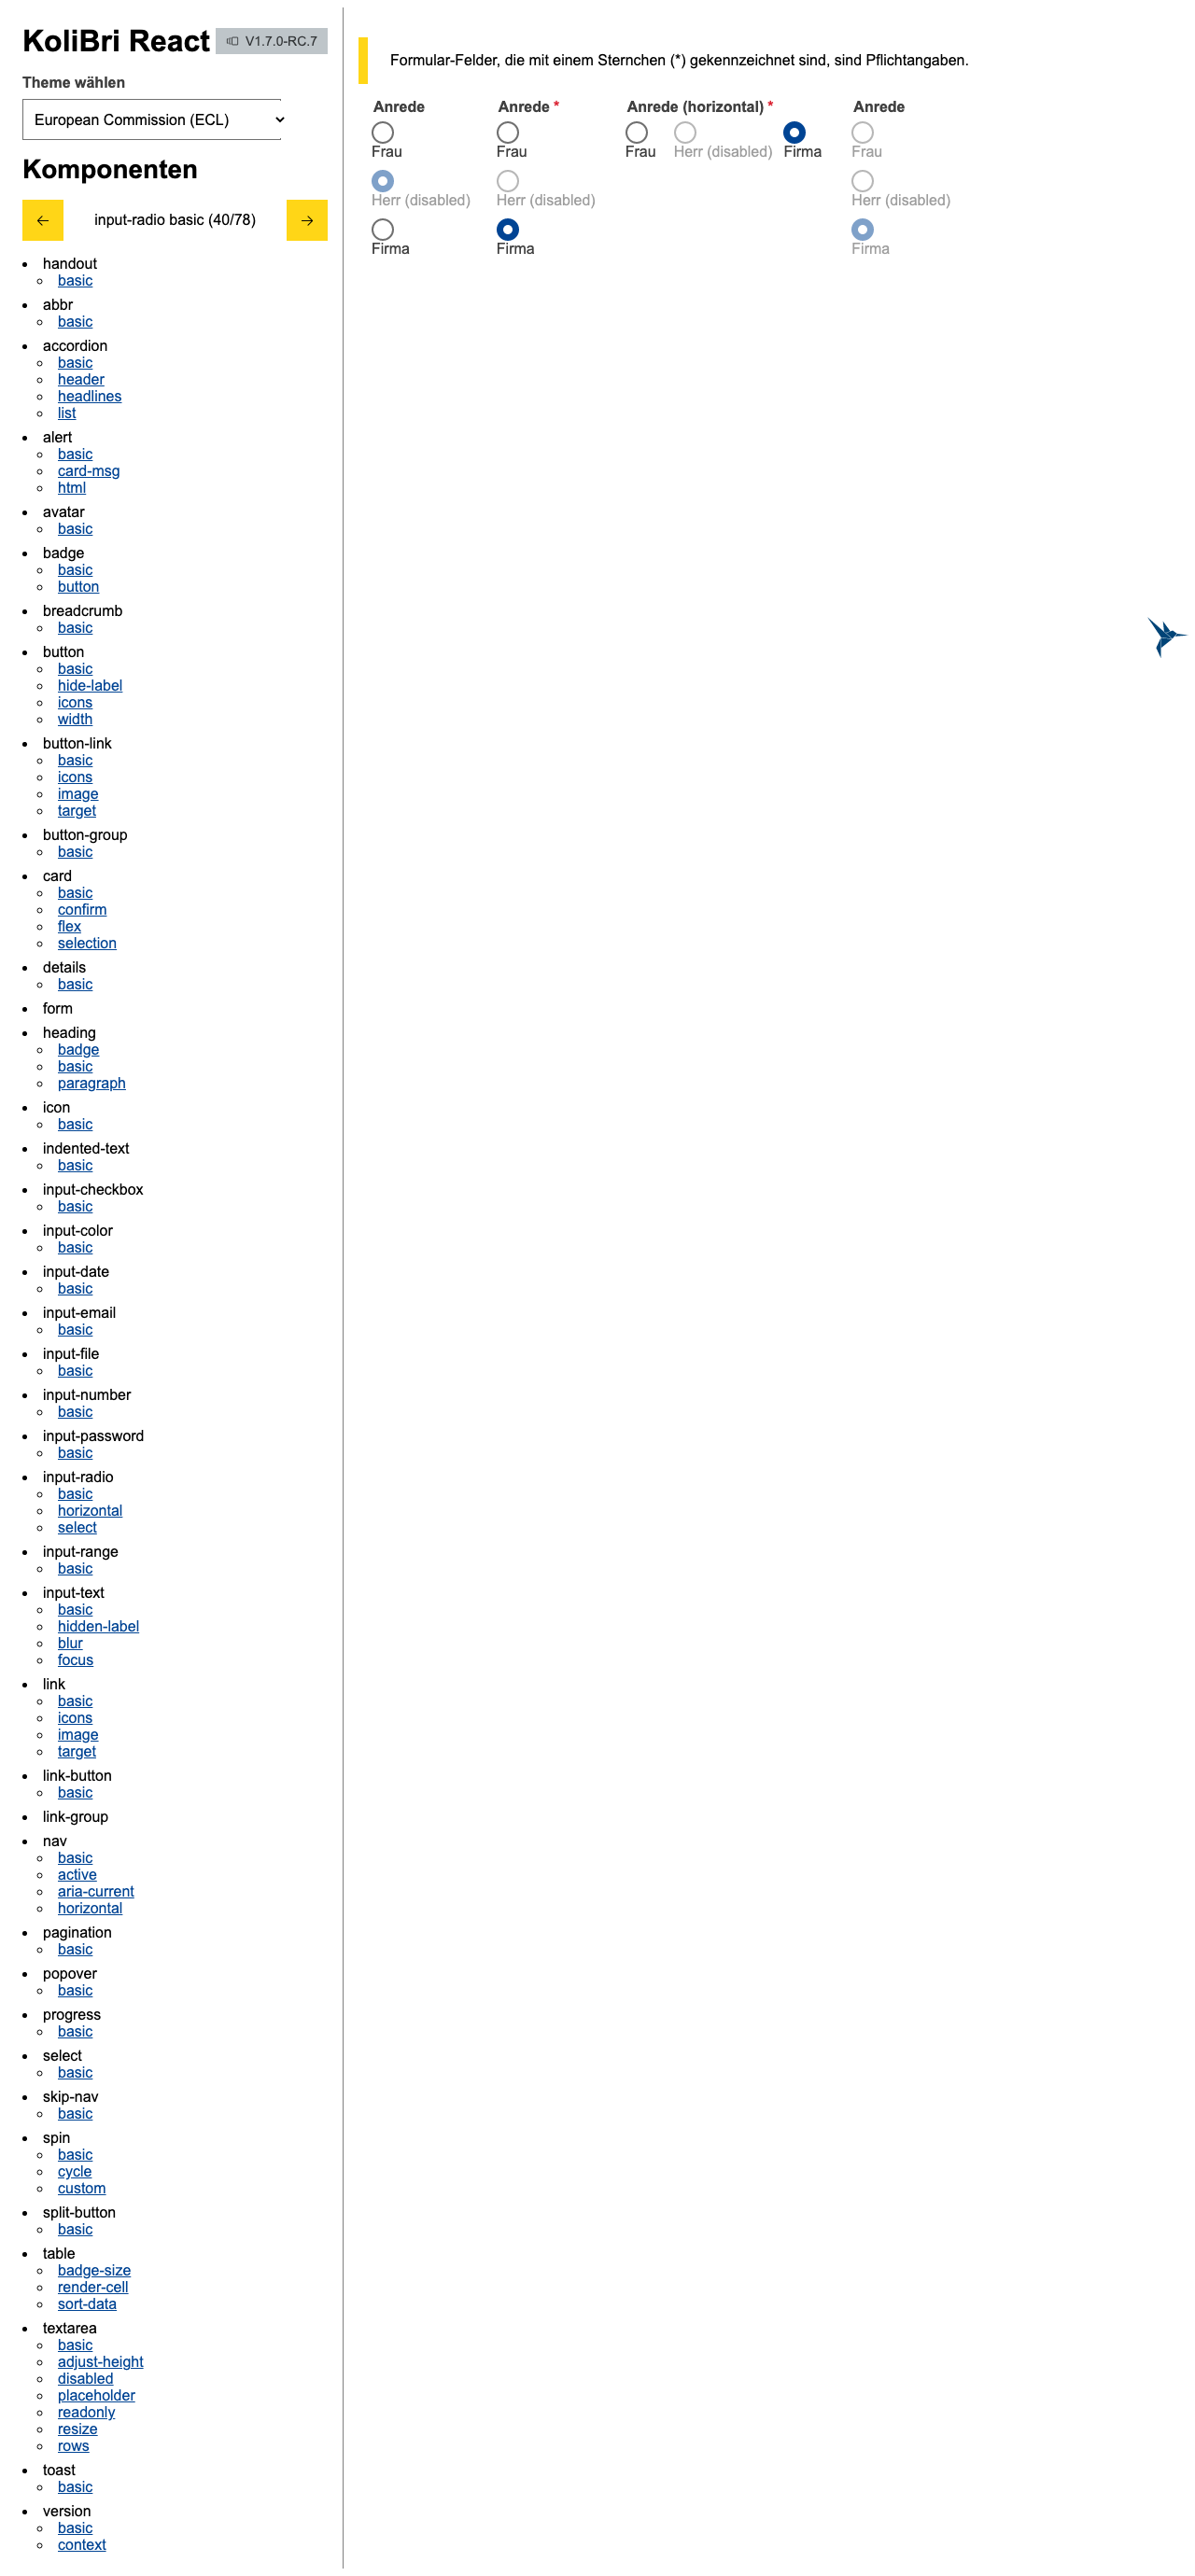 KoliBri React V1.7.0-RC.7
Theme wählen
European Commission (ECL)
Komponenten
input-radio basic (40/78)
handout
basic
abbr
basic
accordion
basic
header
headlines
list
alert
basic
card-msg
html
avatar
basic
badge
basic
button
breadcrumb
basic
button
basic
hide-label
icons
width
button-link
basic
icons
image
target
button-group
basic
card
basic
confirm
flex
selection
details
basic
form
heading
badge
basic
paragraph
icon
basic
indented-text
basic
input-checkbox
basic
input-color
basic
input-date
basic
input-email
basic
input-file
basic
input-number
basic
input-password
basic
input-radio
basic
horizontal
select
input-range
basic
input-text
basic
hidden-label
blur
focus
link
basic
icons
image
target
link-button
basic
link-group
nav
basic
active
aria-current
horizontal
pagination
basic
popover
basic
progress
basic
select
basic
skip-nav
basic
spin
basic
cycle
custom
split-button
basic
table
badge-size
render-cell
sort-data
textarea
basic
adjust-height
disabled
placeholder
readonly
resize
rows
toast
basic
version
basic
context
Formular-Felder, die mit einem Sternchen (*) gekennzeichnet sind, sind Pflichtangaben.
Anrede
Frau
Herr (disabled)
Firma
Anrede *
Frau
Herr (disabled)
Firma
Anrede (horizontal) *
Frau Herr (disabled) Firma
Anrede
Frau
Herr (disabled)
Firma